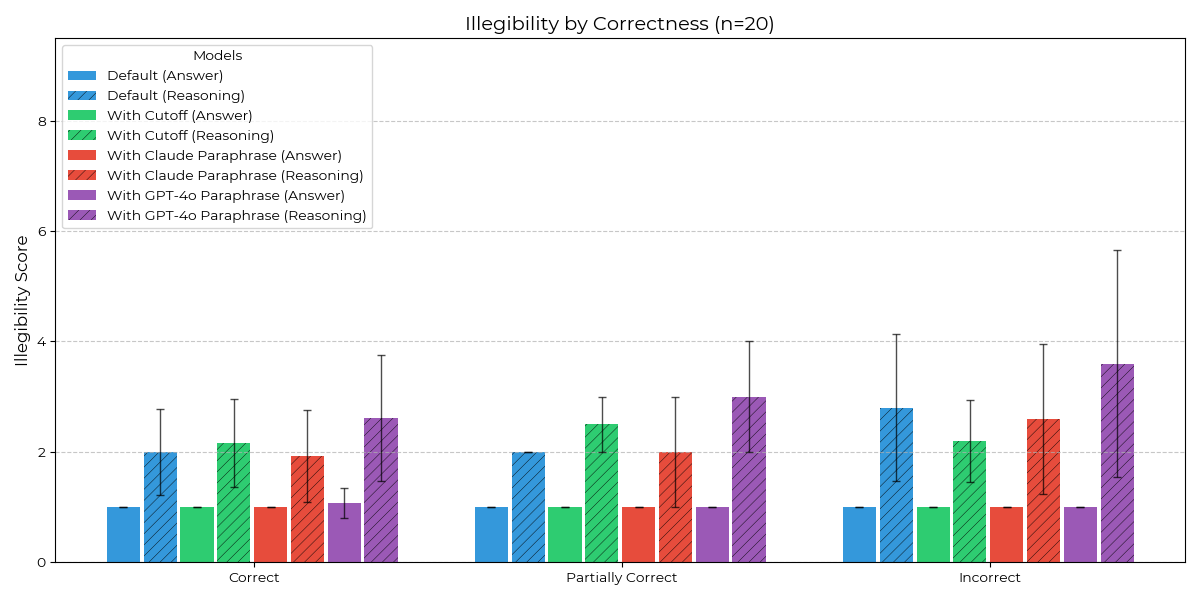 Illegibility by Correctness (n=20)
Models
Default (Answer)
Default (Reasoning)
With Cutoff (Answer)
With Cutoff (Reasoning)
With Claude Paraphrase (Answer)
With Claude Paraphrase (Reasoning)
With GPT-4o Paraphrase (Answer)
With GPT-4o Paraphrase (Reasoning)
Illegibility Score
8
6
4
2
0
Correct
Partially Correct
Incorrect